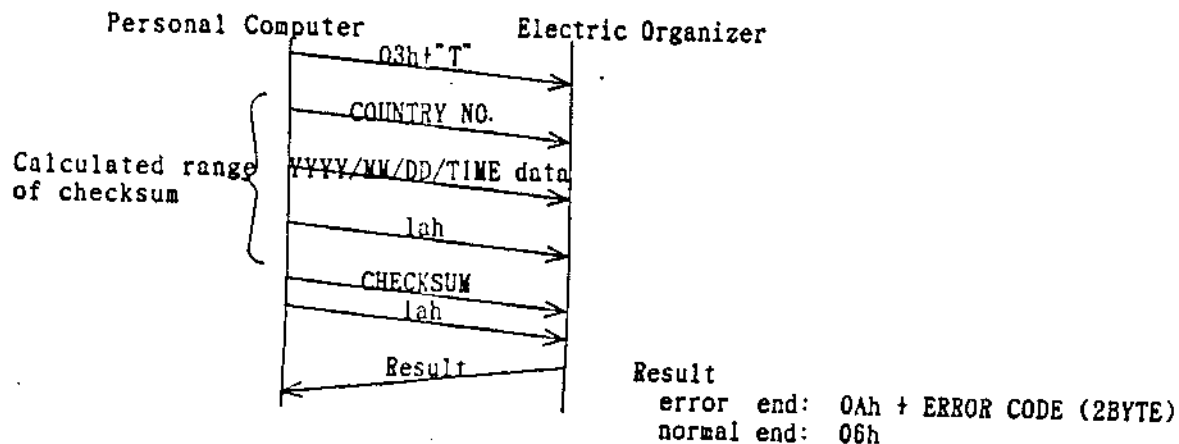 Personal Computer
Electric Organizer
03h+"T"
COUNTRY NO.
Calculated range
of checksum
YYYY/MM/DD/TIME data
1ah
CHECKSUM
1ah
Result
Result
error end: 0Ah + ERROR CODE (2BYTE)
normal end: 06h